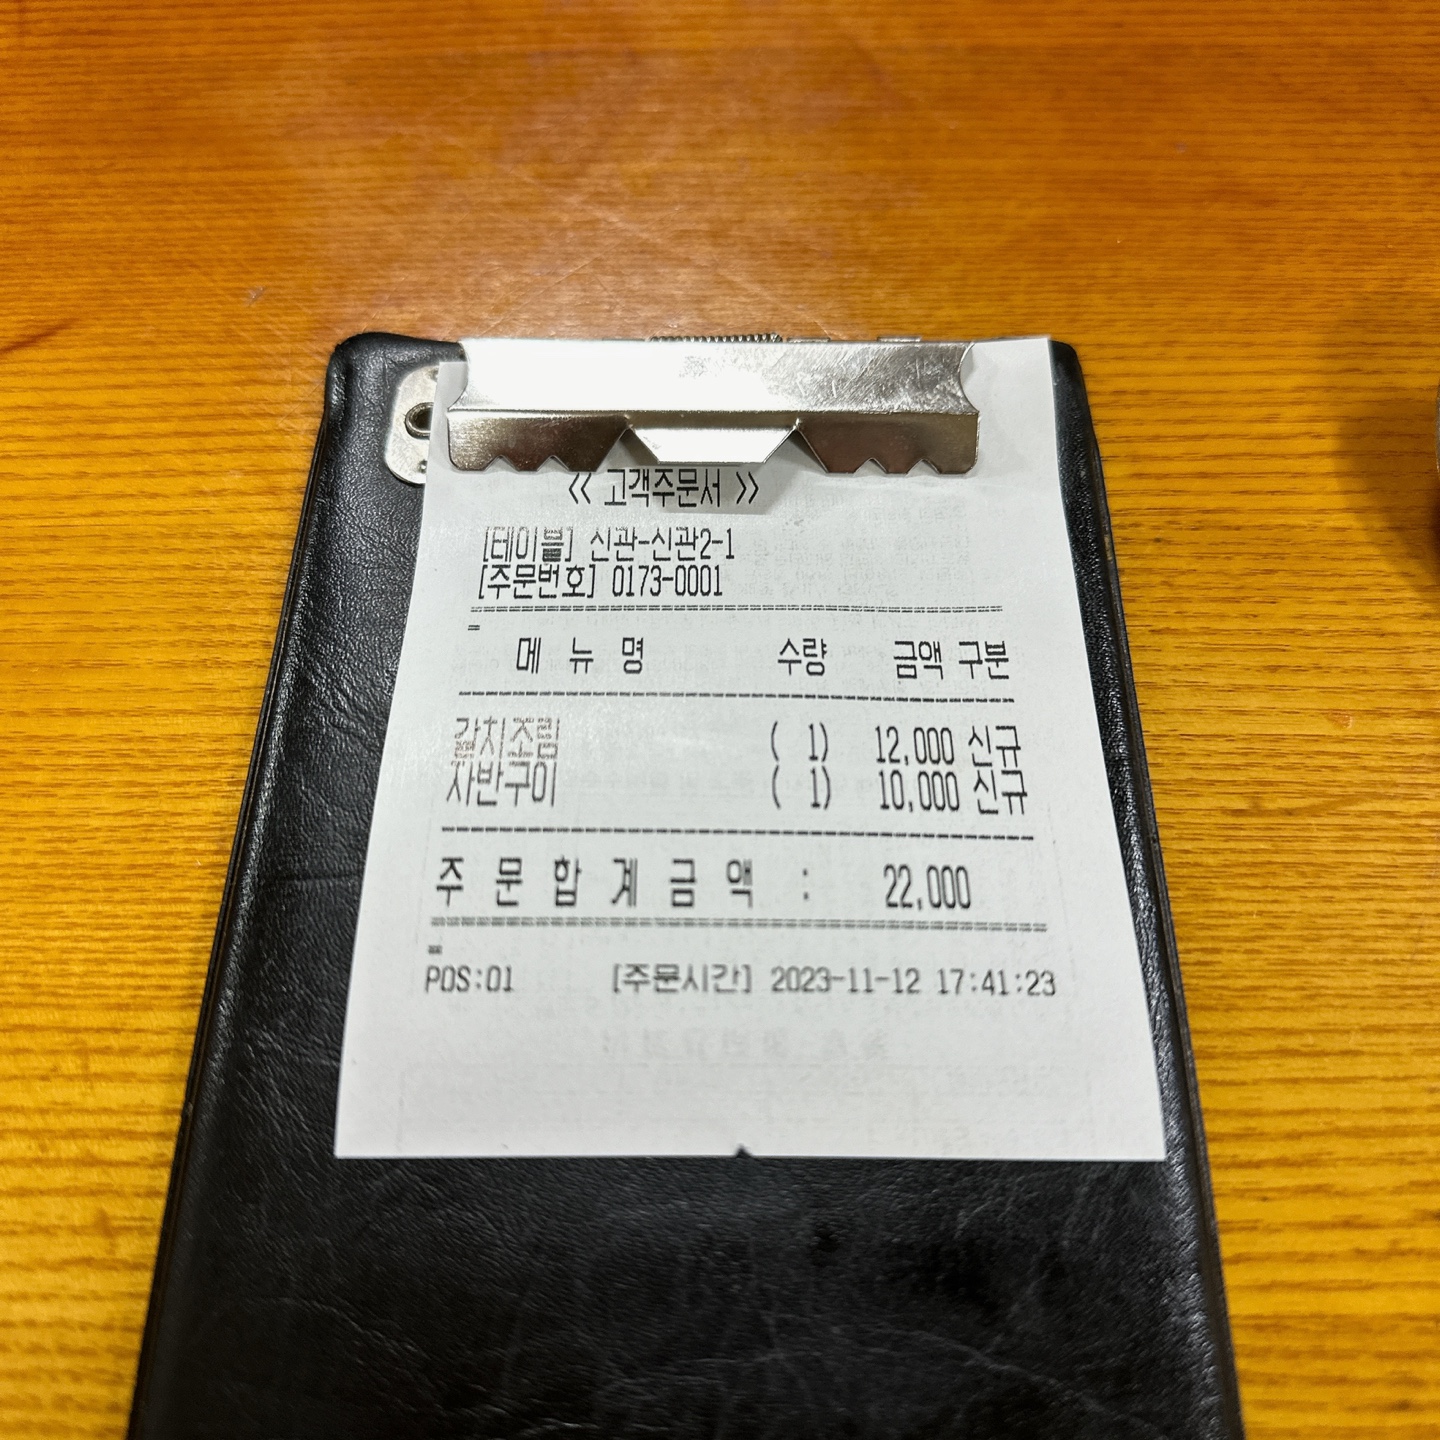 << 고객주문서 >>
[테이블] 신관-신관2-1
[주문번호] 0173-0001
================================================
=
메 뉴 명 수량 금액 구분
------------------------------------------------
갈치조림 ( 1) 12,000 신규
자반구이 ( 1) 10,000 신규
------------------------------------------------
주 문 합 계 금 액 : 22,000
================================================
=
POS:01 [주문시간] 2023-11-12 17:41:23